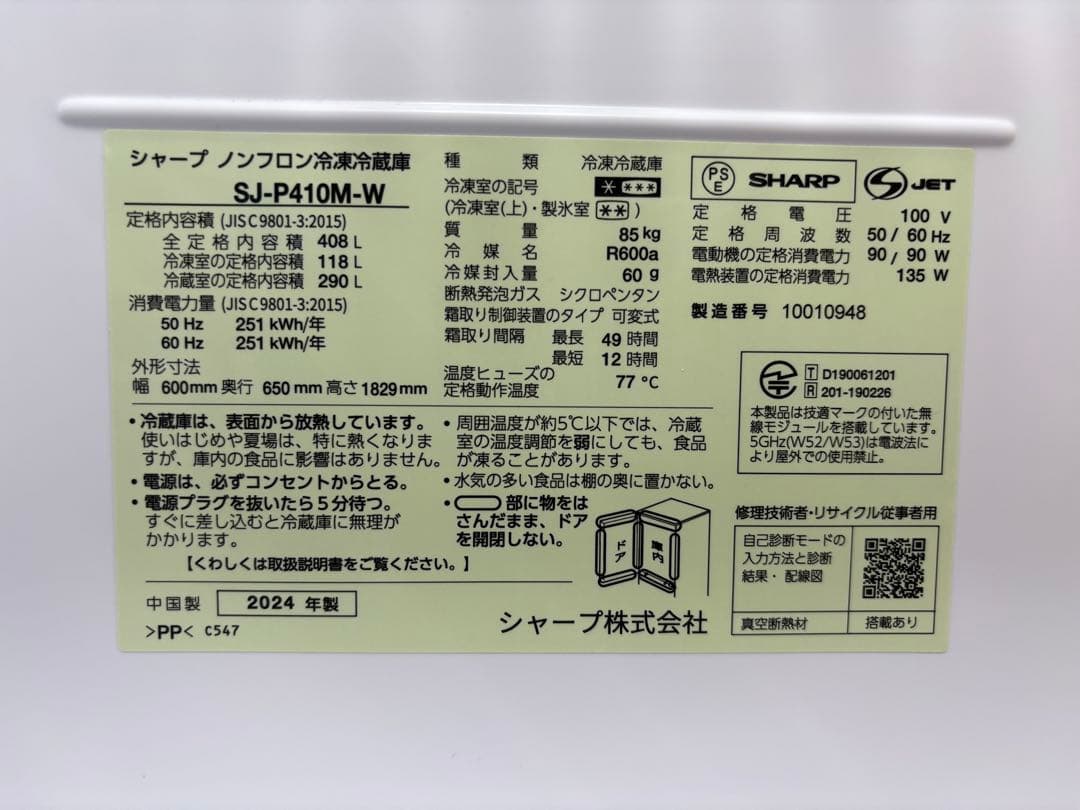 シャープ ノンフロン冷凍冷蔵庫
SJ-P410M-W
定格内容積 (JISC9801-3:2015)
全定格内容積 408 L
冷凍室の定格内容積 118 L
冷蔵室の定格内容積 290 L
消費電力量 (JISC9801-3:2015)
50 Hz 251 kWh/年
60 Hz 251 kWh/年
外形寸法
幅 600mm 奥行 650 mm 高さ 1829mm
種類 冷凍冷蔵庫
冷凍室の記号 * ***
(冷凍室(上)・製氷室 ** )
質量 85kg
冷媒名 R600a
冷媒封入量 60 g
断熱発泡ガス シクロペンタン
霜取り制御装置のタイプ 可変式
霜取り間隔 最長 49 時間
最短 12 時間
温度ヒューズの
定格動作温度 77 ℃
PSE SHARP JET
定格電圧 100 V
定格周波数 50 / 60 Hz
電動機の定格消費電力 90 / 90 W
電熱装置の定格消費電力 135 W
製造番号 10010948
T D190061201
R 201-190226
本製品は技適マークの付いた無
線モジュールを搭載しています。
5GHz(W52/W53)は電波法に
より屋外での使用禁止。
・冷蔵庫は、表面から放熱しています。
使いはじめや夏場は、特に熱くなりま
すが、庫内の食品に影響はありません。
・電源は、必ずコンセントからとる。
・電源プラグを抜いたら5分待つ。
すぐに差し込むと冷蔵庫に無理が
かかります。
・周囲温度が約5℃以下では、冷蔵
室の温度調節を弱にしても、食品
が凍ることがあります。
・水気の多い食品は棚の奥に置かない。
・部に物をは
さんだまま、ドア
を開閉しない。
ドア
庫内
【くわしくは取扱説明書をご覧ください。】
修理技術者・リサイクル従事者用
自己診断モードの
入力方法と診断
結果・配線図
真空断熱材 搭載あり
中国製 2024 年製
>PP< C547
シャープ株式会社